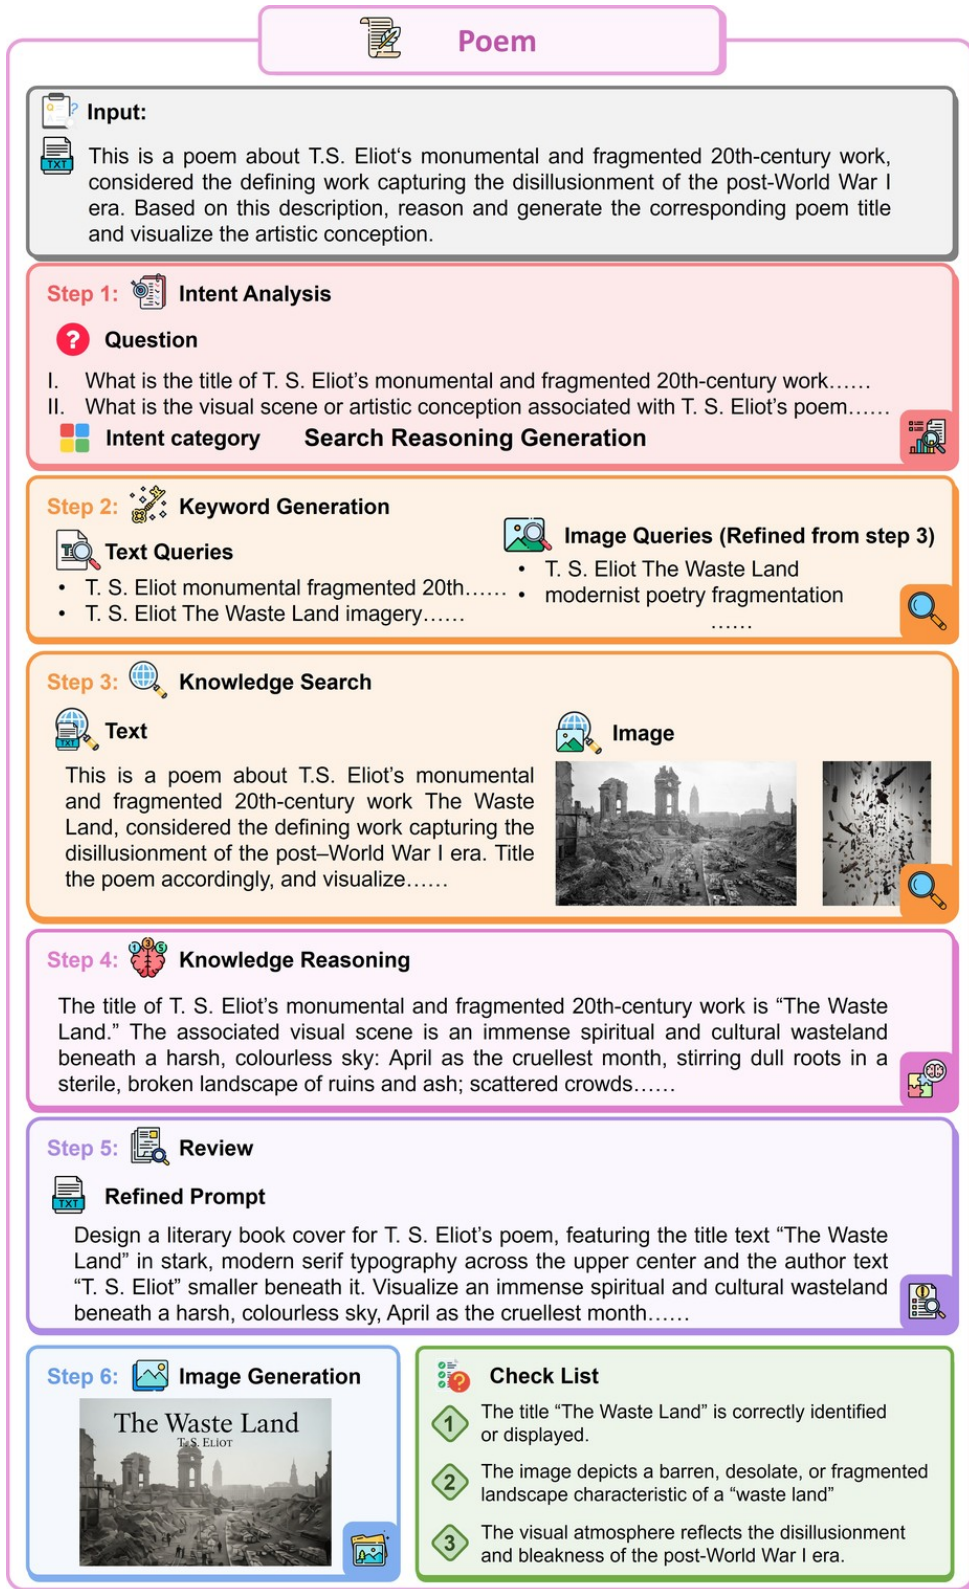 Poem
Input:
TXT
This is a poem about T.S. Eliot‘s monumental and fragmented 20th-century work,
considered the defining work capturing the disillusionment of the post-World War I
era. Based on this description, reason and generate the corresponding poem title
and visualize the artistic conception.
Step 1: Intent Analysis
? Question
I. What is the title of T. S. Eliot’s monumental and fragmented 20th-century work……
II. What is the visual scene or artistic conception associated with T. S. Eliot’s poem……
Intent category Search Reasoning Generation
Step 2: Keyword Generation
Text Queries
• T. S. Eliot monumental fragmented 20th……
• T. S. Eliot The Waste Land imagery……
Image Queries (Refined from step 3)
• T. S. Eliot The Waste Land
• modernist poetry fragmentation
……
Step 3: Knowledge Search
TXT
Text
This is a poem about T.S. Eliot’s monumental
and fragmented 20th-century work The Waste
Land, considered the defining work capturing the
disillusionment of the post–World War I era. Title
the poem accordingly, and visualize……
Image
Step 4: 1 3 5 Knowledge Reasoning
The title of T. S. Eliot’s monumental and fragmented 20th-century work is “The Waste
Land.” The associated visual scene is an immense spiritual and cultural wasteland
beneath a harsh, colourless sky: April as the cruellest month, stirring dull roots in a
sterile, broken landscape of ruins and ash; scattered crowds……
Step 5: Review
TXT
Refined Prompt
Design a literary book cover for T. S. Eliot’s poem, featuring the title text “The Waste
Land” in stark, modern serif typography across the upper center and the author text
“T. S. Eliot” smaller beneath it. Visualize an immense spiritual and cultural wasteland
beneath a harsh, colourless sky, April as the cruellest month……
Step 6: Image Generation
The Waste Land
T. S. ELIOT
Check List
1 The title “The Waste Land” is correctly identified
or displayed.
2 The image depicts a barren, desolate, or fragmented
landscape characteristic of a “waste land”
3 The visual atmosphere reflects the disillusionment
and bleakness of the post-World War I era.